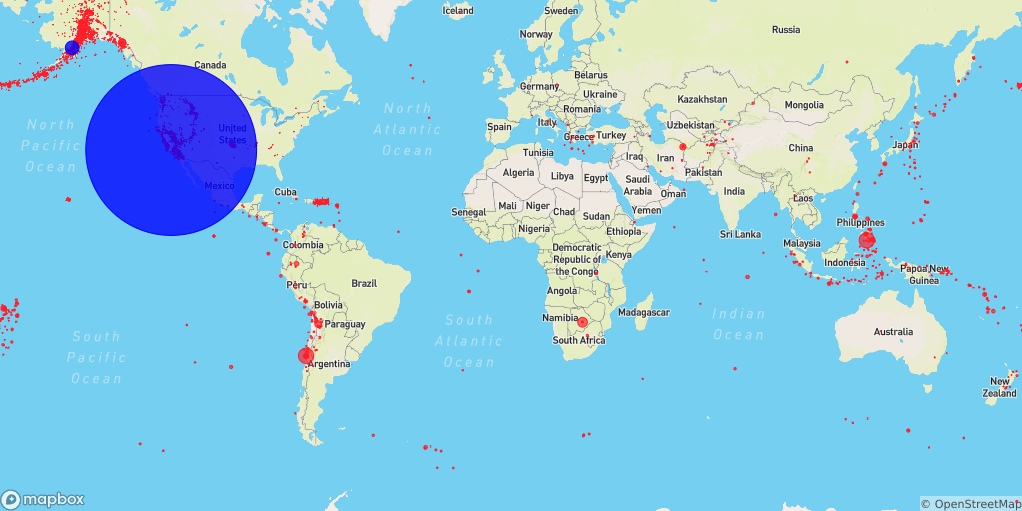 Iceland
Sweden
Russia
Norway
Canada
Belarus
Germany
Ukraine
Kazakhstan
Mongolia
North
Atlantic
Ocean
Romania
Italy
Uzbekistan
North
Pacific
Ocean
United
States
Spain
Greece
Turkey
Japan
China
Tunisia
Iraq
Iran
Algeria
Libya
Egypt
Pakistan
Mexico
Cuba
Saudi
Arabia
Oman
India
Laos
Senegal
Mali
Niger
Chad
Sudan
Yemen
Philippines
Nigeria
Ethiopia
Sri Lanka
Malaysia
Colombia
Democratic
Republic of
the Congo
Kenya
Indonesia
Papua New
Guinea
Peru
Brazil
Angola
Bolivia
Namibia
Madagascar
Indian
Ocean
Paraguay
South
Atlantic
Ocean
South Africa
Australia
South
Pacific
Ocean
Argentina
New
Zealand
mapbox
© OpenStreetMap